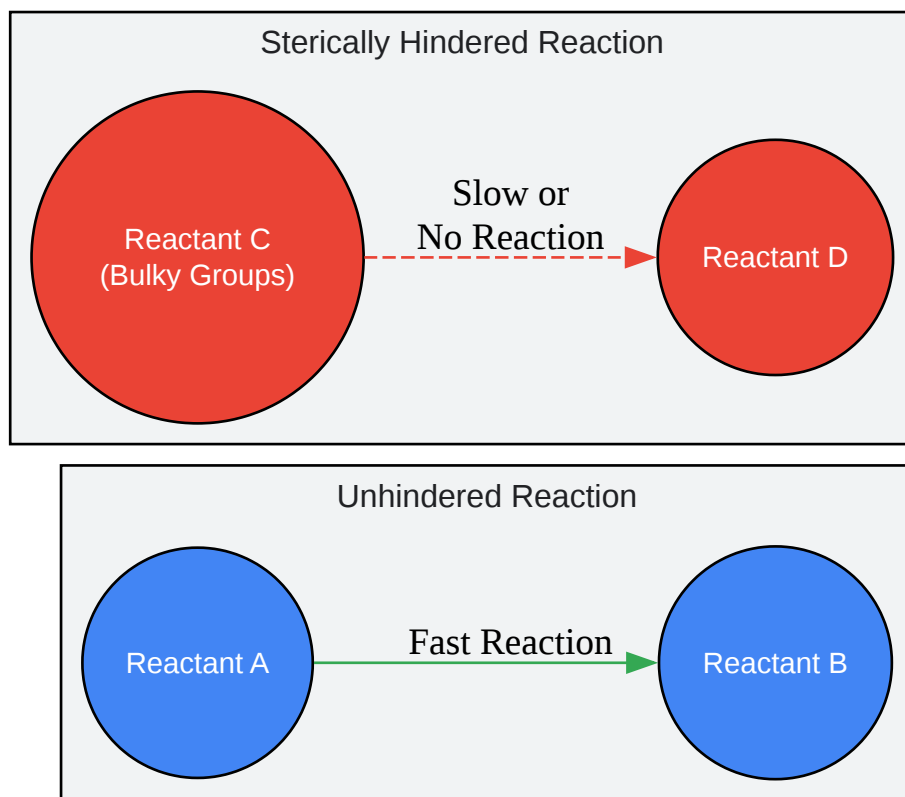 Sterically Hindered Reaction
Reactant C
(Bulky Groups)
Slow or
No Reaction
Reactant D
Unhindered Reaction
Reactant A
Fast Reaction
Reactant B